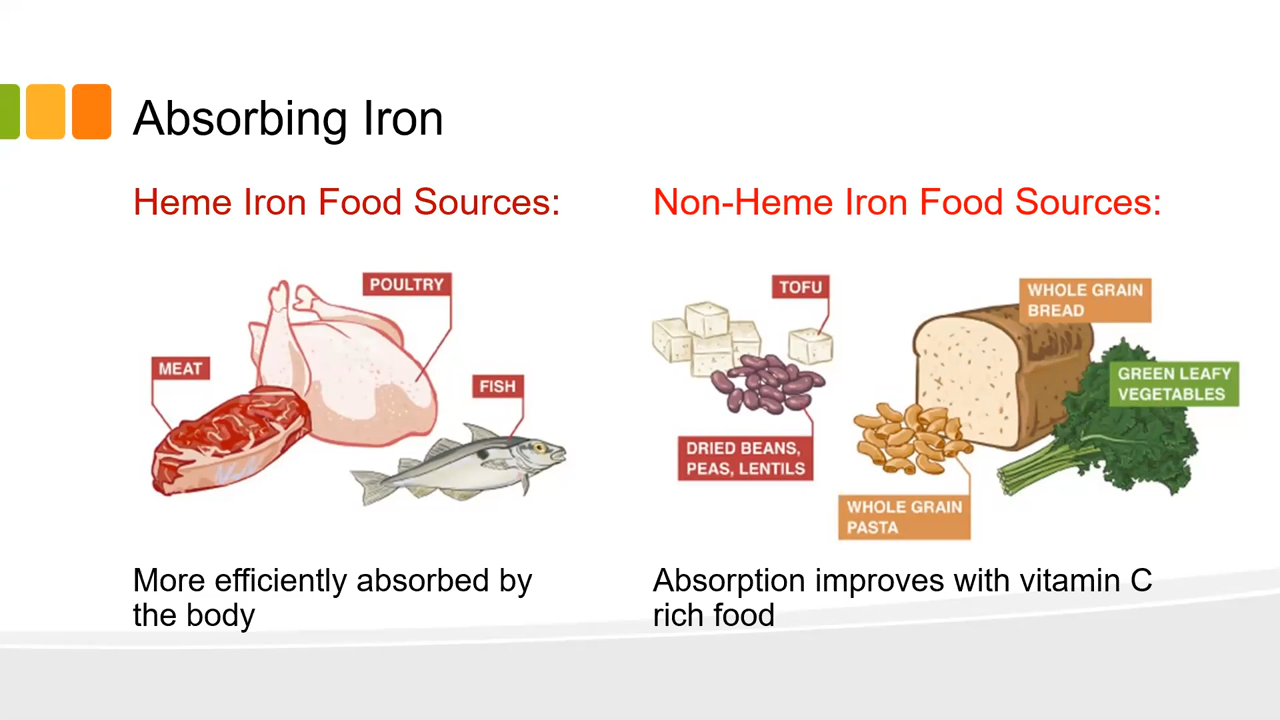 Absorbing Iron
Heme Iron Food Sources:
POULTRY
MEAT
FISH
More efficiently absorbed by
the body
Non-Heme Iron Food Sources:
TOFU
WHOLE GRAIN
BREAD
GREEN LEAFY
VEGETABLES
DRIED BEANS,
PEAS, LENTILS
WHOLE GRAIN
PASTA
Absorption improves with vitamin C
rich food